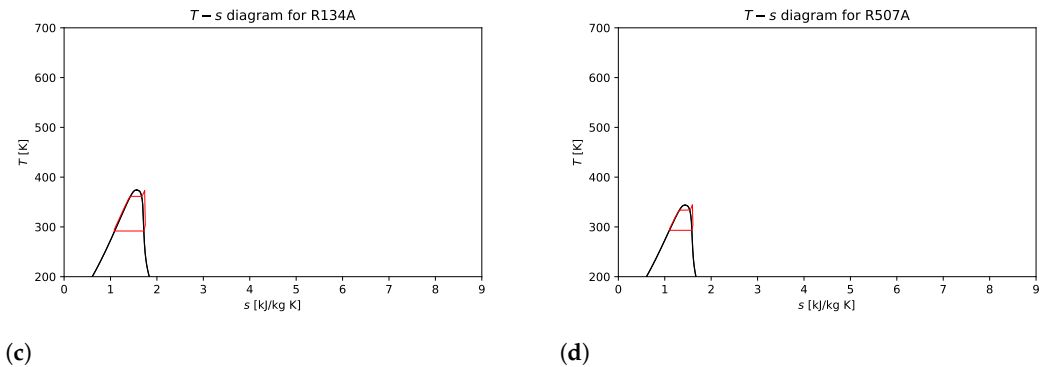 T − s diagram for R134A
700
600
500
400
300
200
T [K]
0 1 2 3 4 5 6 7 8 9
s [kJ/kg K]
(c)
T − s diagram for R507A
700
600
500
400
300
200
T [K]
0 1 2 3 4 5 6 7 8 9
s [kJ/kg K]
(d)